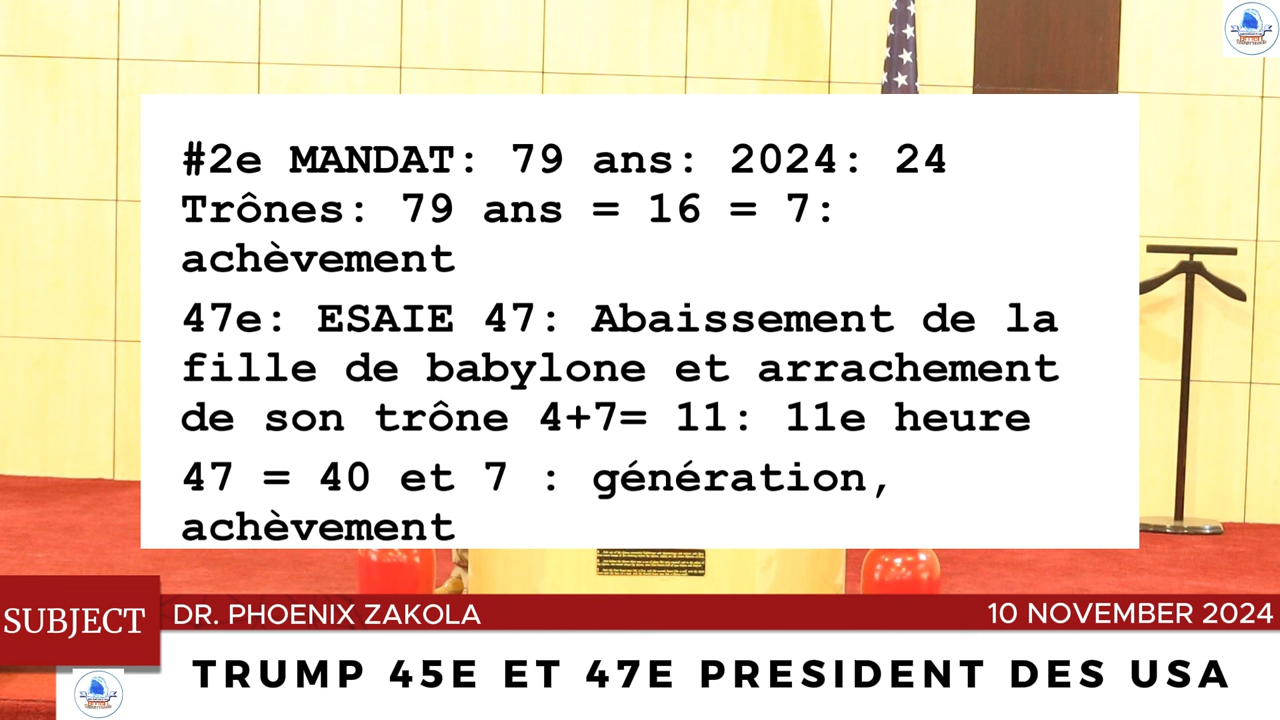 #2e MANDAT: 79 ans: 2024: 24
Trônes: 79 ans = 16 = 7:
achèvement
47e: ESAIE 47: Abaissement de la
fille de babylone et arrachement
de son trône 4+7= 11: 11e heure
47 = 40 et 7 : génération,
achèvement
SUBJECT
DR. PHOENIX ZAKOLA
10 NOVEMBER 2024
TRUMP 45E ET 47E PRESIDENT DES USA